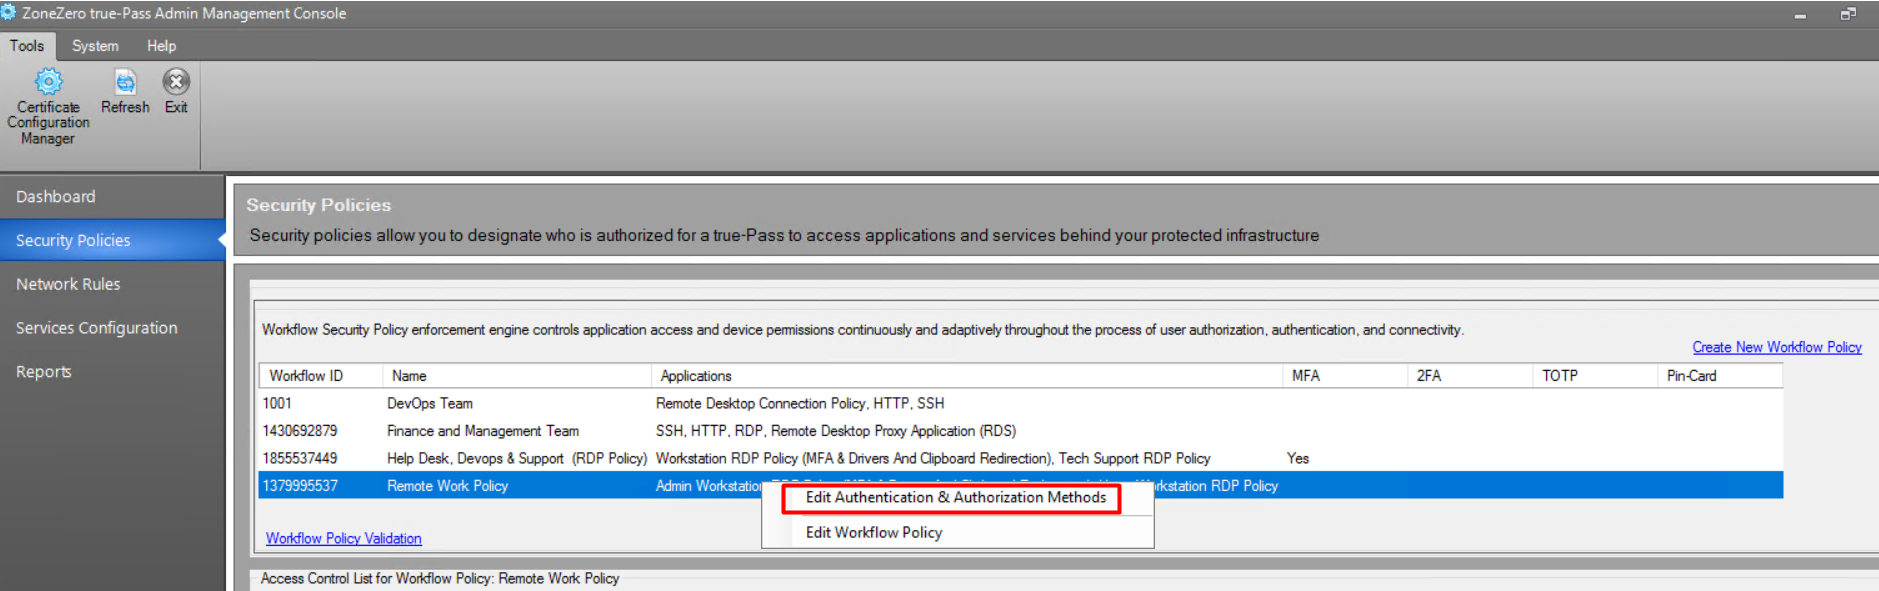 ZoneZero true-Pass Admin Management Console
Tools System Help
Certificate Configuration Manager Refresh Exit
Dashboard
Security Policies
Network Rules
Services Configuration
Reports
Security Policies
Security policies allow you to designate who is authorized for a true-Pass to access applications and services behind your protected infrastructure
Workflow Security Policy enforcement engine controls application access and device permissions continuously and adaptively throughout the process of user authorization, authentication, and connectivity.
Create New Workflow Policy
Workflow ID Name Applications MFA 2FA TOTP Pin-Card
1001 DevOps Team Remote Desktop Connection Policy, HTTP, SSH
1430692879 Finance and Management Team SSH, HTTP, RDP, Remote Desktop Proxy Application (RDS)
1855537449 Help Desk, Devops & Support (RDP Policy) Workstation RDP Policy (MFA & Drivers And Clipboard Redirection), Tech Support RDP Policy Yes
1379995537 Remote Work Policy Admin Workstation RDP Policy
Edit Authentication & Authorization Methods
Edit Workflow Policy
Workflow Policy Validation
Access Control List for Workflow Policy: Remote Work Policy